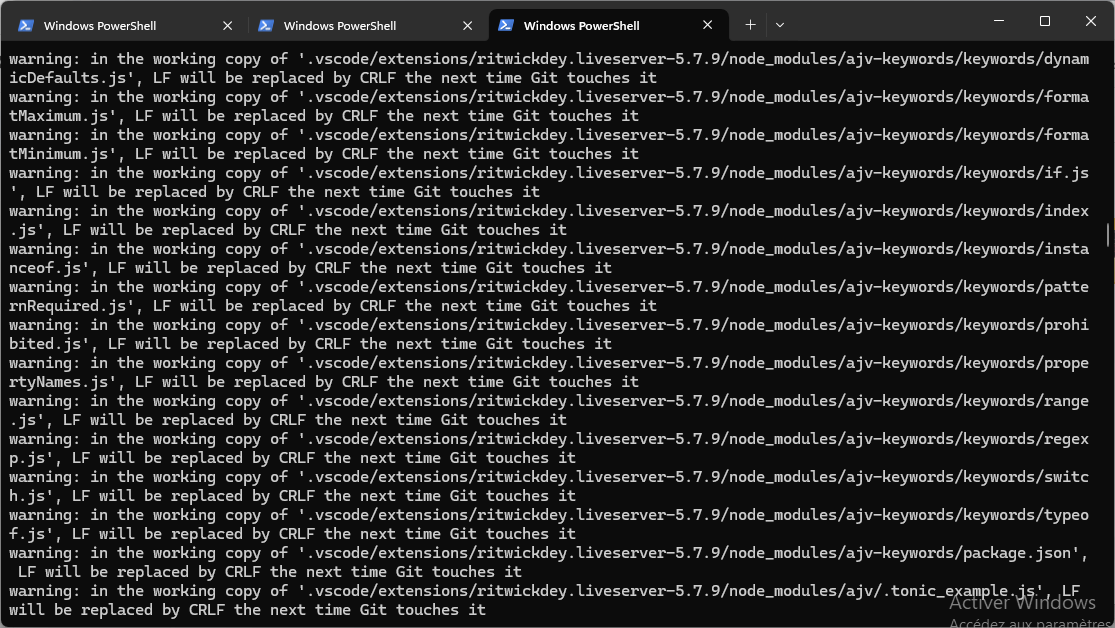 Windows PowerShell
Windows PowerShell
Windows PowerShell
warning: in the working copy of '.vscode/extensions/ritwickdey.liveserver-5.7.9/node_modules/ajv-keywords/keywords/dynam
icDefaults.js', LF will be replaced by CRLF the next time Git touches it
warning: in the working copy of '.vscode/extensions/ritwickdey.liveserver-5.7.9/node_modules/ajv-keywords/keywords/forma
tMaximum.js', LF will be replaced by CRLF the next time Git touches it
warning: in the working copy of '.vscode/extensions/ritwickdey.liveserver-5.7.9/node_modules/ajv-keywords/keywords/forma
tMinimum.js', LF will be replaced by CRLF the next time Git touches it
warning: in the working copy of '.vscode/extensions/ritwickdey.liveserver-5.7.9/node_modules/ajv-keywords/keywords/if.js
', LF will be replaced by CRLF the next time Git touches it
warning: in the working copy of '.vscode/extensions/ritwickdey.liveserver-5.7.9/node_modules/ajv-keywords/keywords/index
.js', LF will be replaced by CRLF the next time Git touches it
warning: in the working copy of '.vscode/extensions/ritwickdey.liveserver-5.7.9/node_modules/ajv-keywords/keywords/insta
nceof.js', LF will be replaced by CRLF the next time Git touches it
warning: in the working copy of '.vscode/extensions/ritwickdey.liveserver-5.7.9/node_modules/ajv-keywords/keywords/patte
rnRequired.js', LF will be replaced by CRLF the next time Git touches it
warning: in the working copy of '.vscode/extensions/ritwickdey.liveserver-5.7.9/node_modules/ajv-keywords/keywords/prohi
bited.js', LF will be replaced by CRLF the next time Git touches it
warning: in the working copy of '.vscode/extensions/ritwickdey.liveserver-5.7.9/node_modules/ajv-keywords/keywords/prope
rtyNames.js', LF will be replaced by CRLF the next time Git touches it
warning: in the working copy of '.vscode/extensions/ritwickdey.liveserver-5.7.9/node_modules/ajv-keywords/keywords/range
.js', LF will be replaced by CRLF the next time Git touches it
warning: in the working copy of '.vscode/extensions/ritwickdey.liveserver-5.7.9/node_modules/ajv-keywords/keywords/regex
p.js', LF will be replaced by CRLF the next time Git touches it
warning: in the working copy of '.vscode/extensions/ritwickdey.liveserver-5.7.9/node_modules/ajv-keywords/keywords/switc
h.js', LF will be replaced by CRLF the next time Git touches it
warning: in the working copy of '.vscode/extensions/ritwickdey.liveserver-5.7.9/node_modules/ajv-keywords/keywords/typeo
f.js', LF will be replaced by CRLF the next time Git touches it
warning: in the working copy of '.vscode/extensions/ritwickdey.liveserver-5.7.9/node_modules/ajv-keywords/package.json',
 LF will be replaced by CRLF the next time Git touches it
warning: in the working copy of '.vscode/extensions/ritwickdey.liveserver-5.7.9/node_modules/ajv/.tonic_example.js', LF
will be replaced by CRLF the next time Git touches it
Activer Windows
Accédez aux paramètres